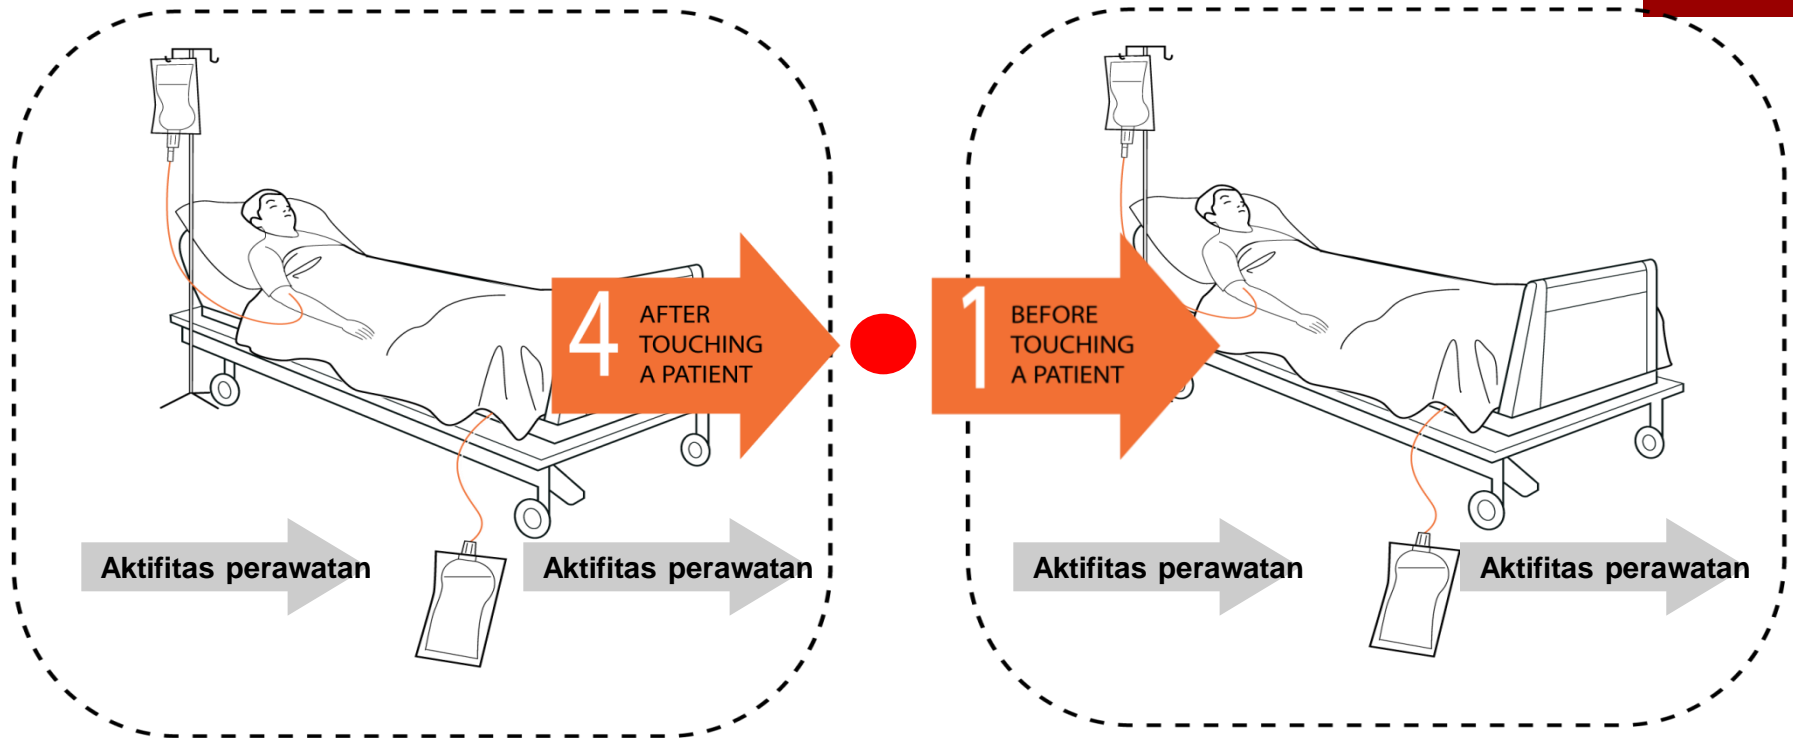 4
AFTER
TOUCHING
A PATIENT
1
BEFORE
TOUCHING
A PATIENT
Aktifitas perawatan
Aktifitas perawatan
Aktifitas perawatan
Aktifitas perawatan